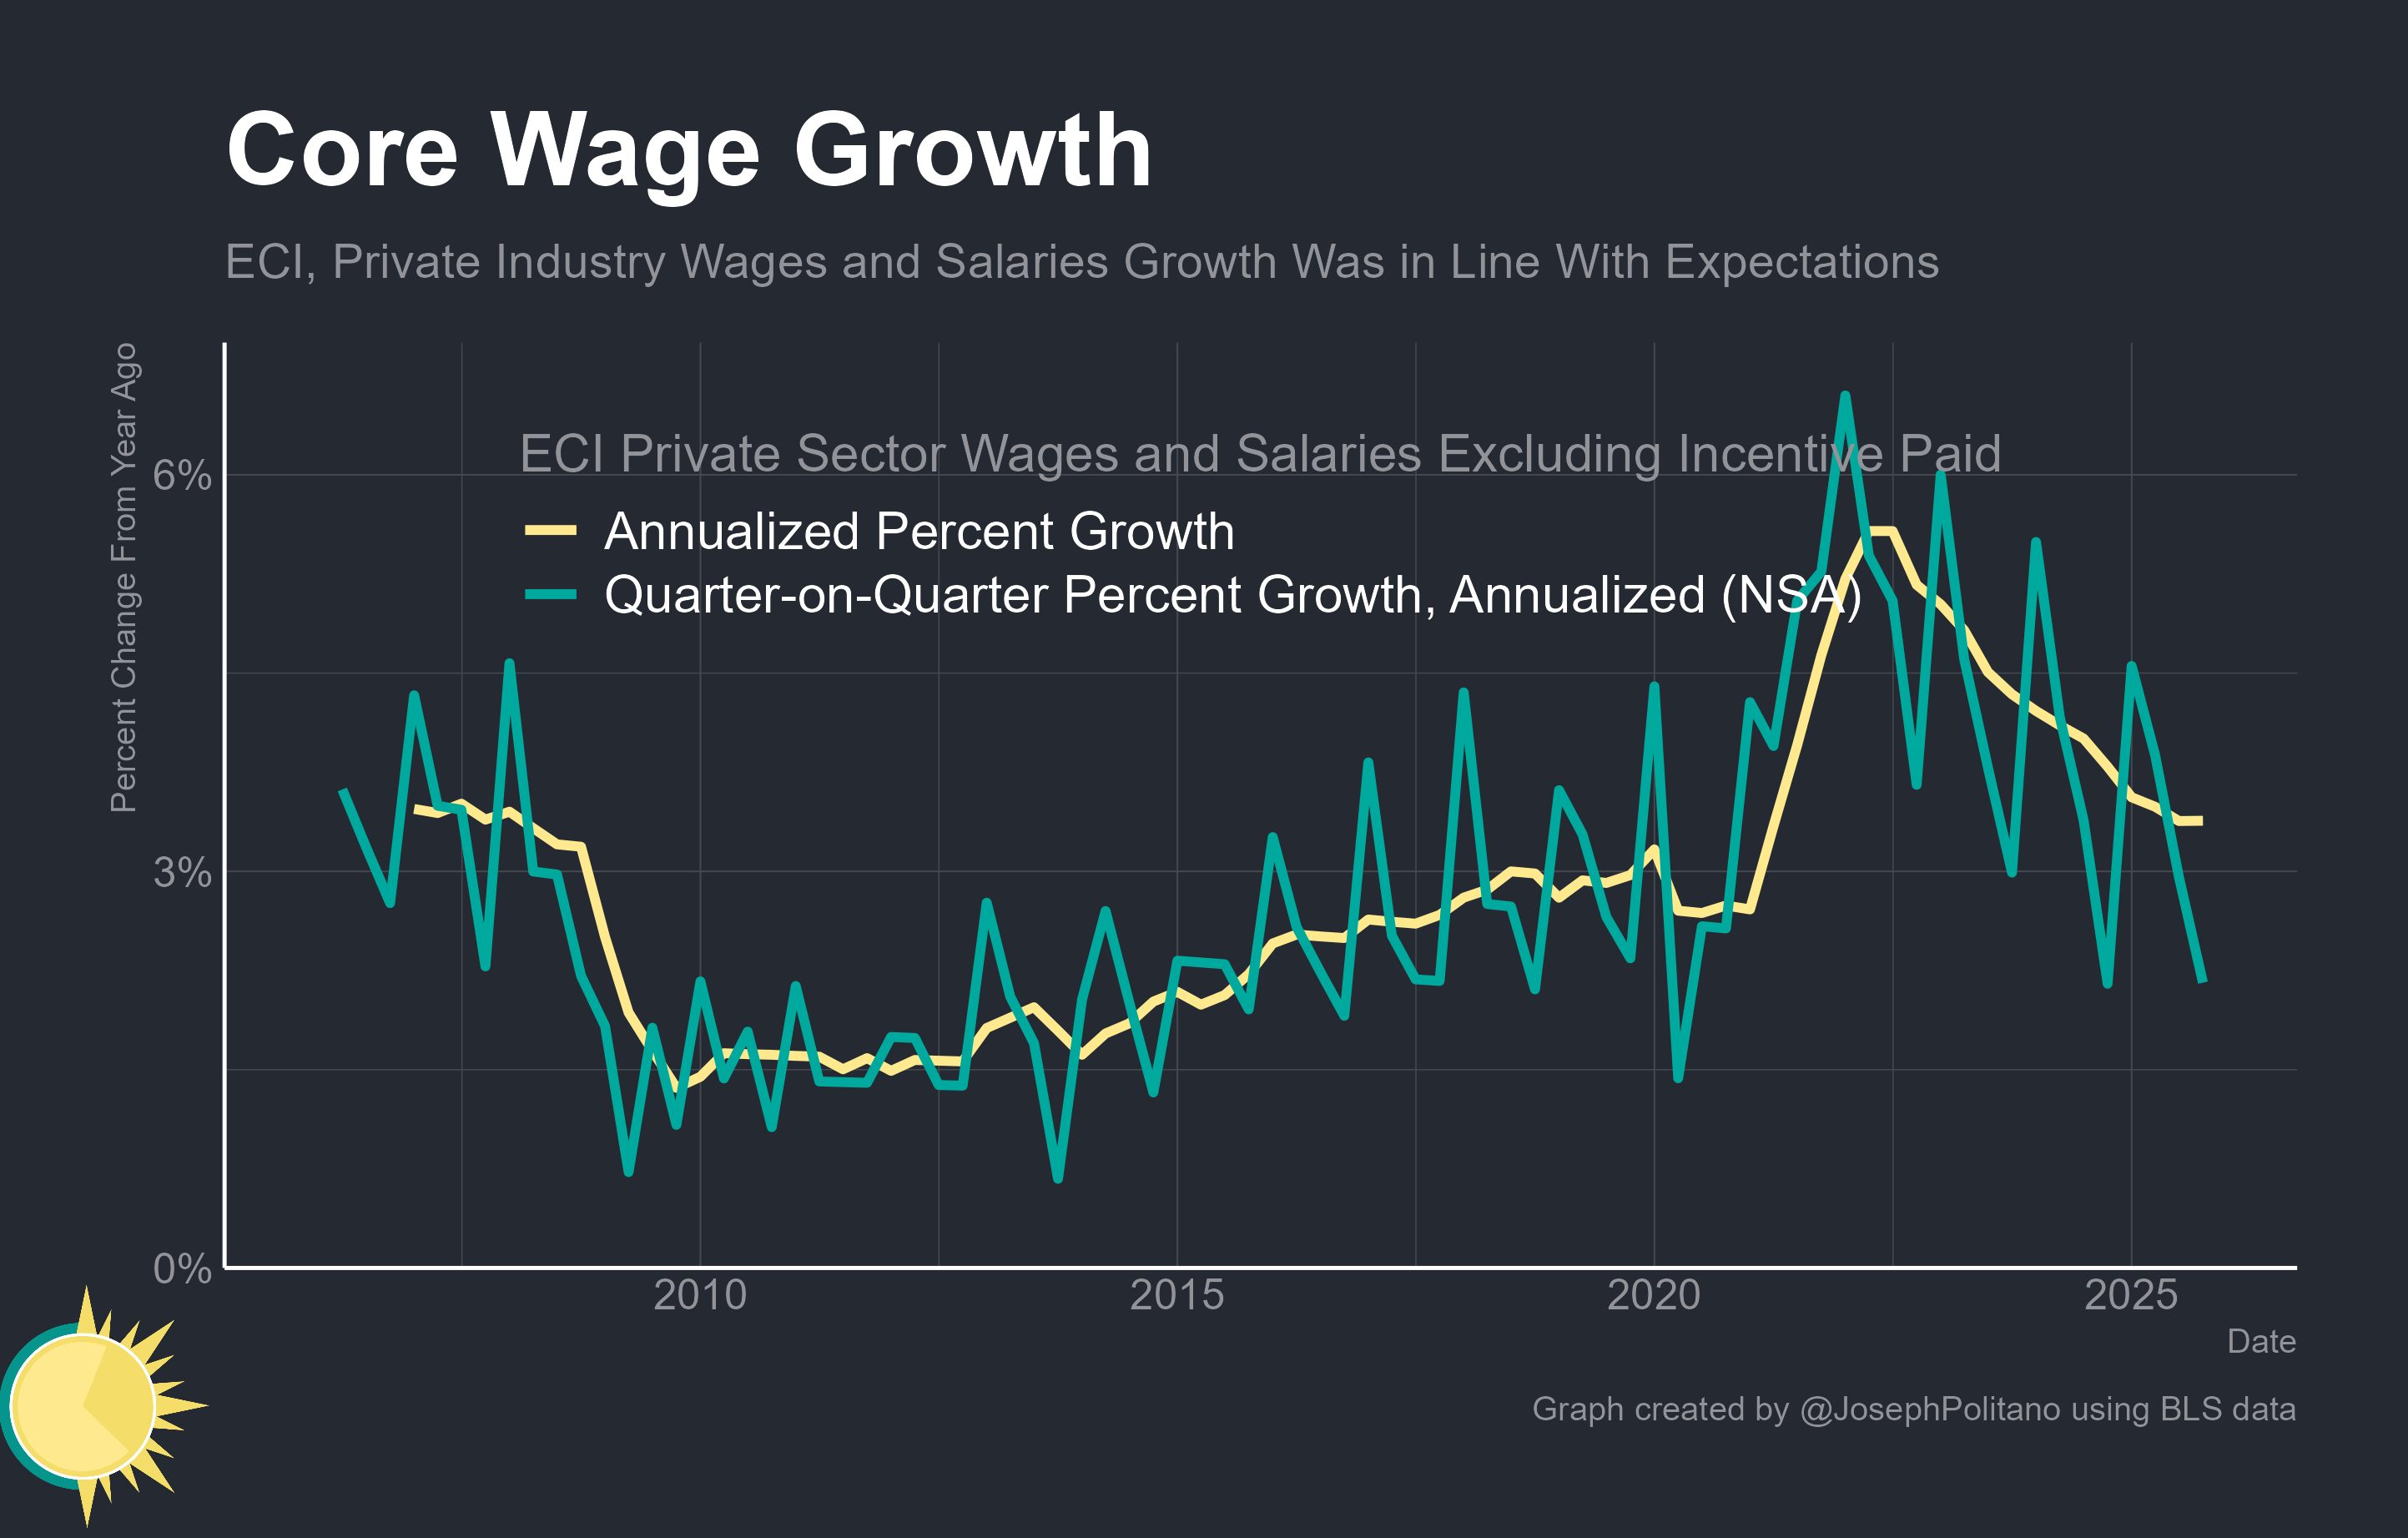 Core Wage Growth
ECI, Private Industry Wages and Salaries Growth Was in Line With Expectations
Percent Change From Year Ago
6%
3%
0%
ECI Private Sector Wages and Salaries Excluding Incentive Paid
Annualized Percent Growth
Quarter-on-Quarter Percent Growth, Annualized (NSA)
2010
2015
2020
2025
Date
Graph created by @JosephPolitano using BLS data